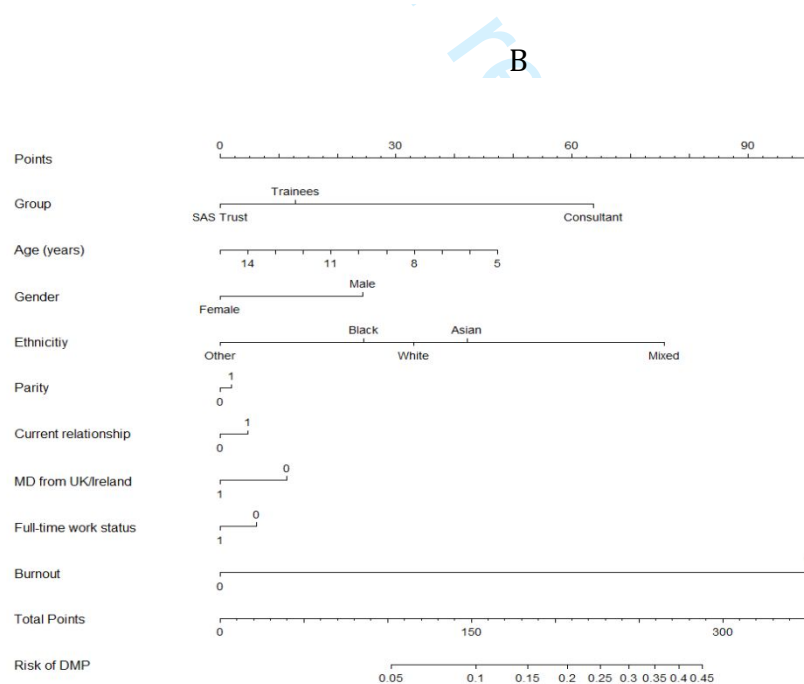 B
0 30 60 90
Points
Trainees
Group
SAS Trust Consultant
Age (years)
14 11 8 5
Male
Gender
Female
Black Asian
Ethnicitiy
Other White Mixed
1
Parity
0
1
Current relationship
0
0
MD from UK/Ireland
1
0
Full-time work status
1
Burnout
0
Total Points
0 150 300
Risk of DMP
0.05 0.1 0.15 0.2 0.25 0.3 0.35 0.4 0.45